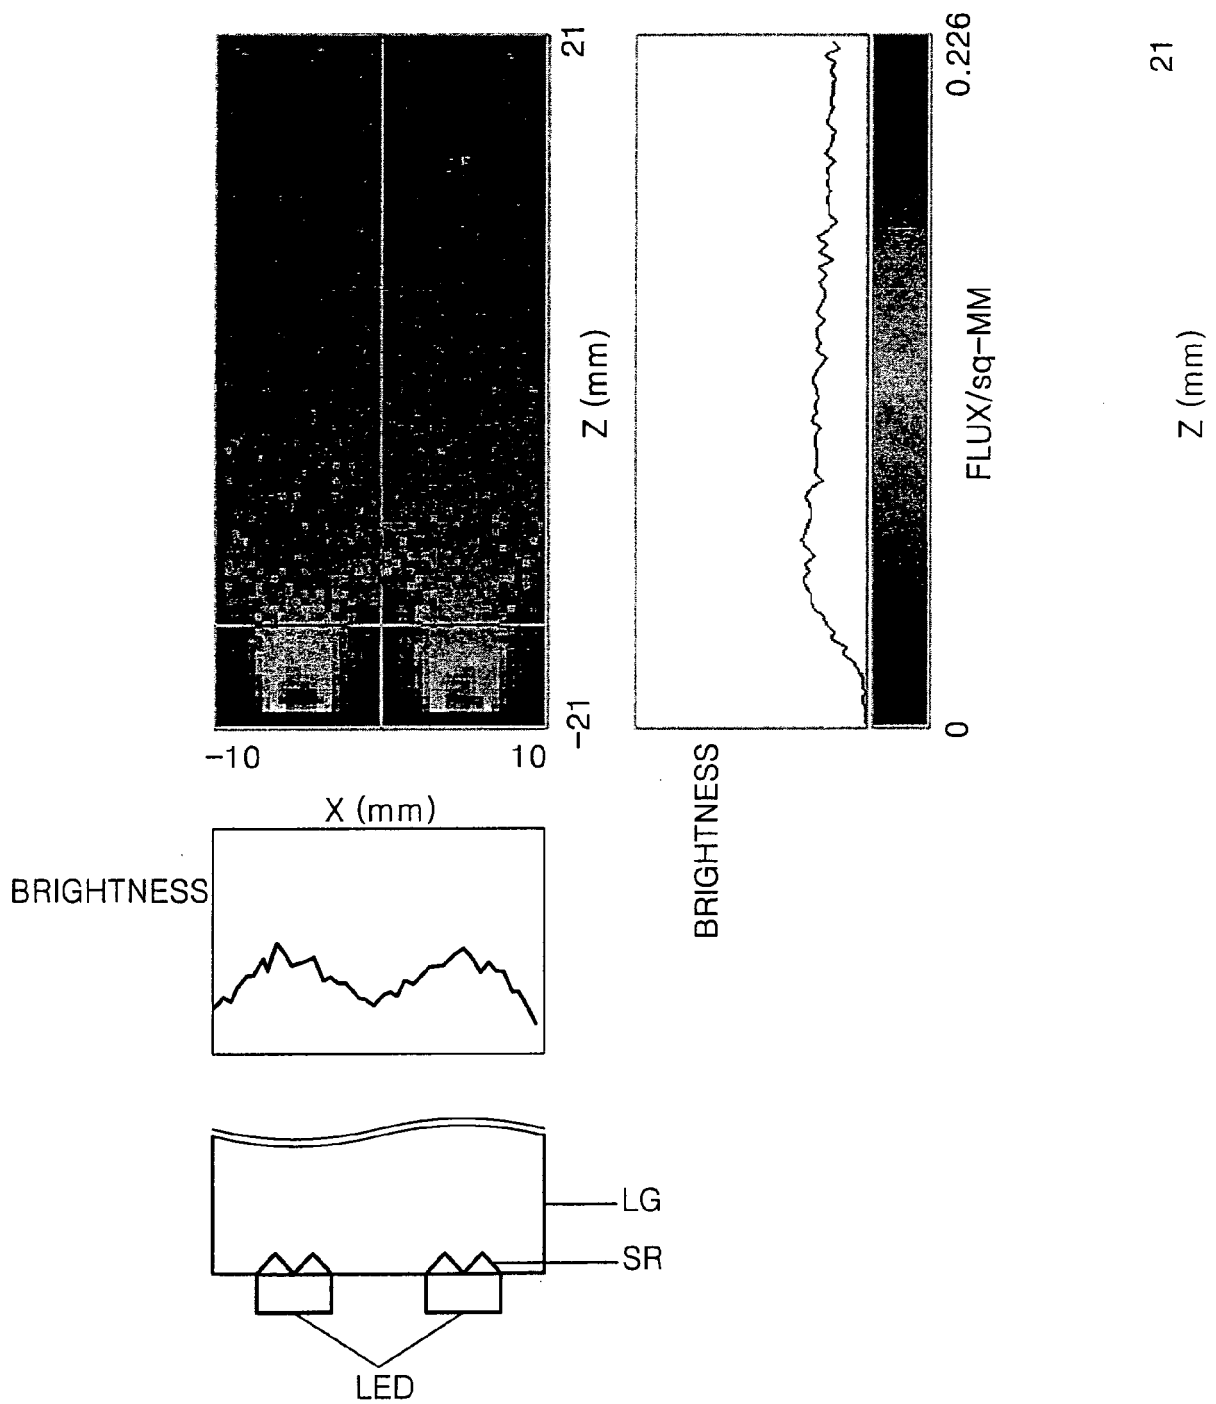 21
0.226
21
Z (mm)
FLUX/sq-MM
Z (mm)
-21
0
-10
10
X (mm)
BRIGHTNESS
BRIGHTNESS
LG
SR
LED